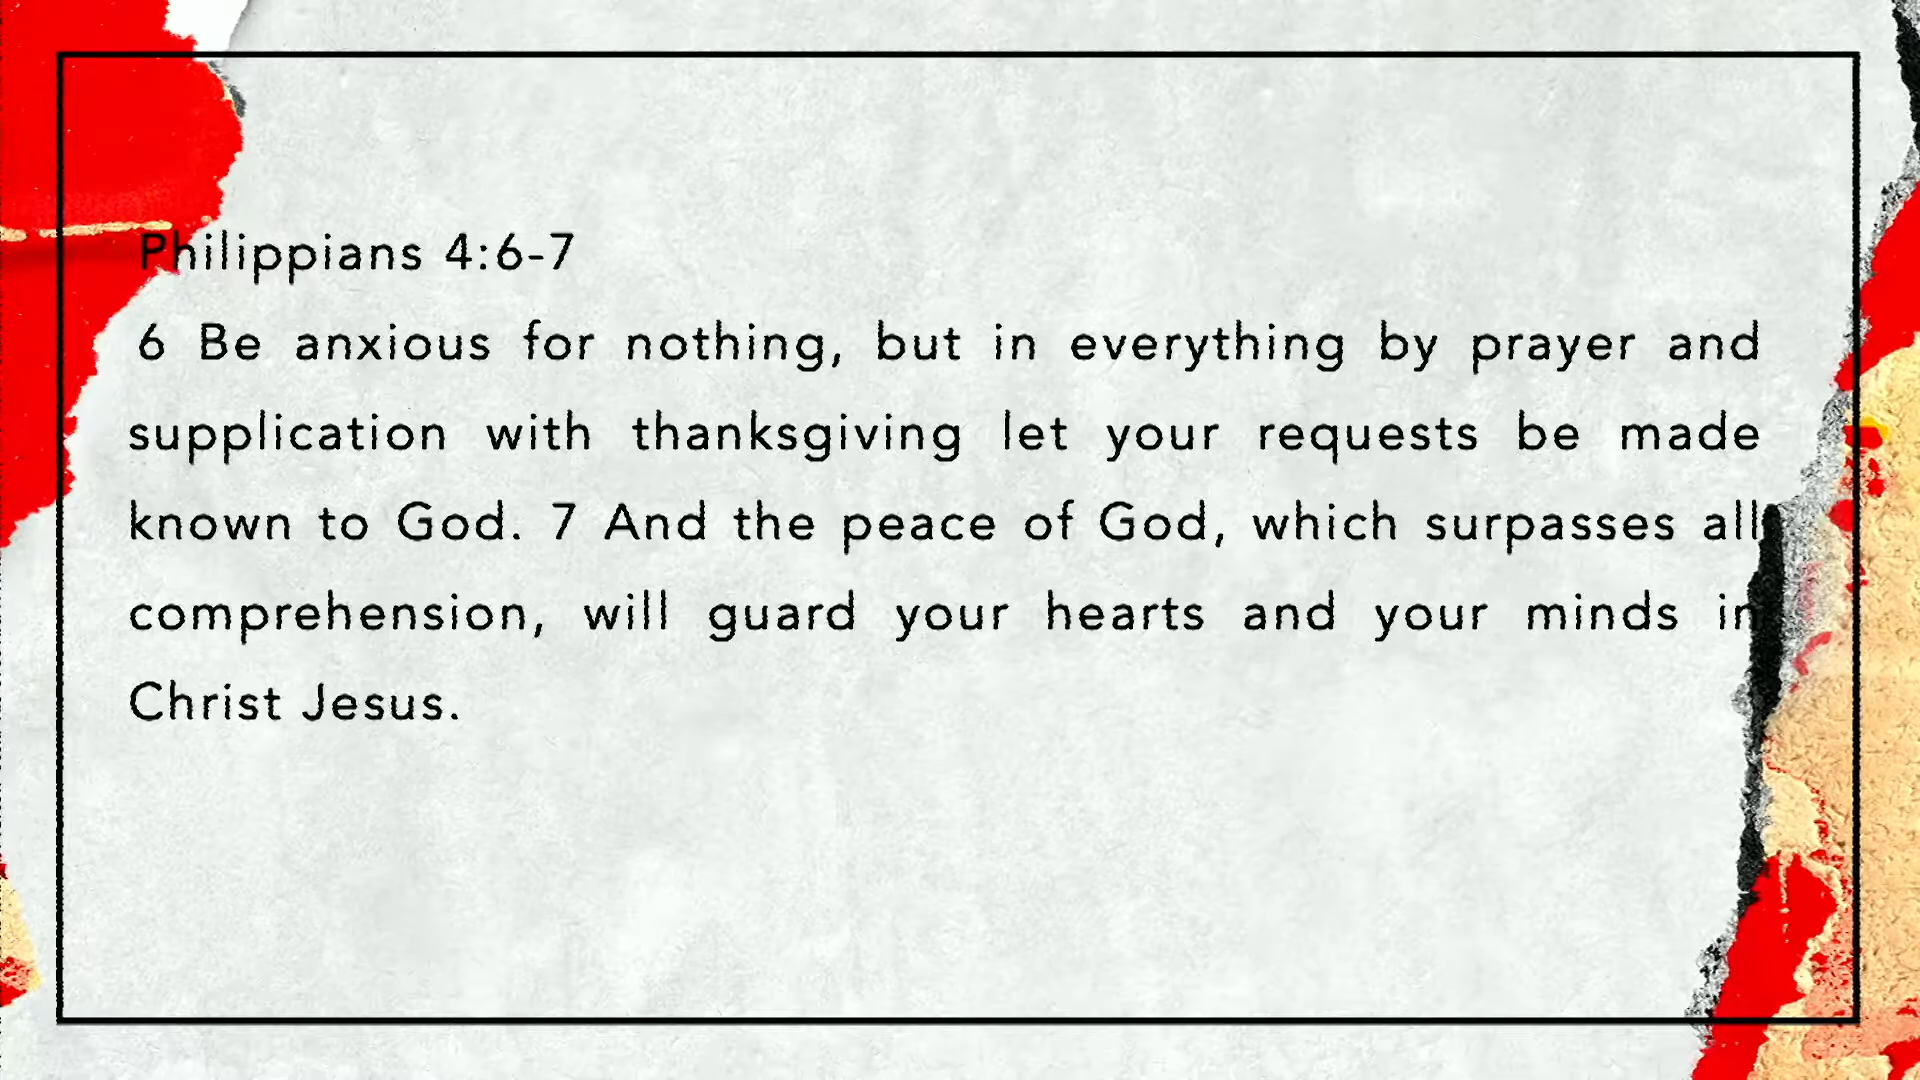 Philippians 4:6-7
6 Be anxious for nothing, but in everything by prayer and
supplication with thanksgiving let your requests be made
known to God. 7 And the peace of God, which surpasses all
comprehension, will guard your hearts and your minds in
Christ Jesus.